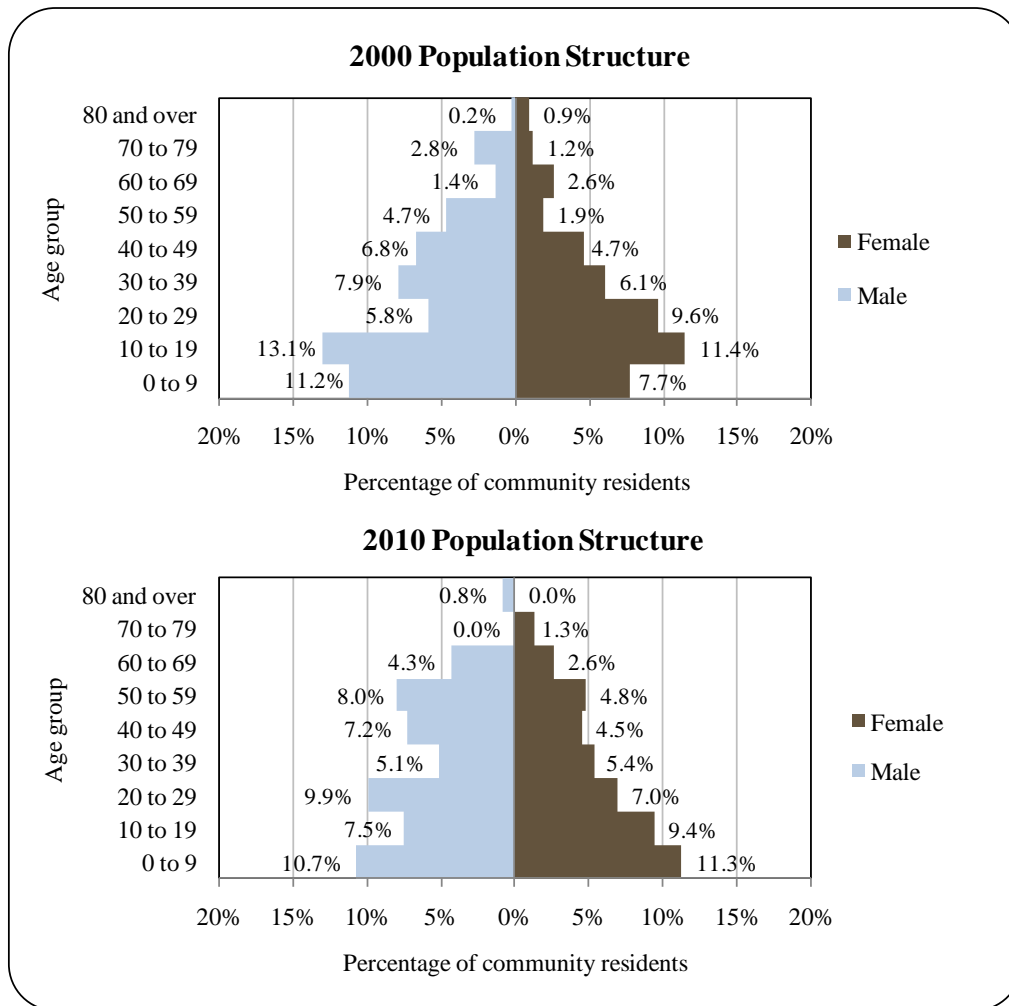 2000 Population Structure
80 and over 0.2% 0.9%
70 to 79 2.8% 1.2%
60 to 69 1.4% 2.6%
50 to 59 4.7% 1.9%
40 to 49 6.8% 4.7%
30 to 39 7.9% 6.1%
20 to 29 5.8% 9.6%
10 to 19 13.1% 11.4%
0 to 9 11.2% 7.7%
Age group
Female
Male
20% 15% 10% 5% 0% 5% 10% 15% 20%
Percentage of community residents
2010 Population Structure
80 and over 0.8% 0.0%
70 to 79 0.0% 1.3%
60 to 69 4.3% 2.6%
50 to 59 8.0% 4.8%
40 to 49 7.2% 4.5%
30 to 39 5.1% 5.4%
20 to 29 9.9% 7.0%
10 to 19 7.5% 9.4%
0 to 9 10.7% 11.3%
Age group
Female
Male
20% 15% 10% 5% 0% 5% 10% 15% 20%
Percentage of community residents